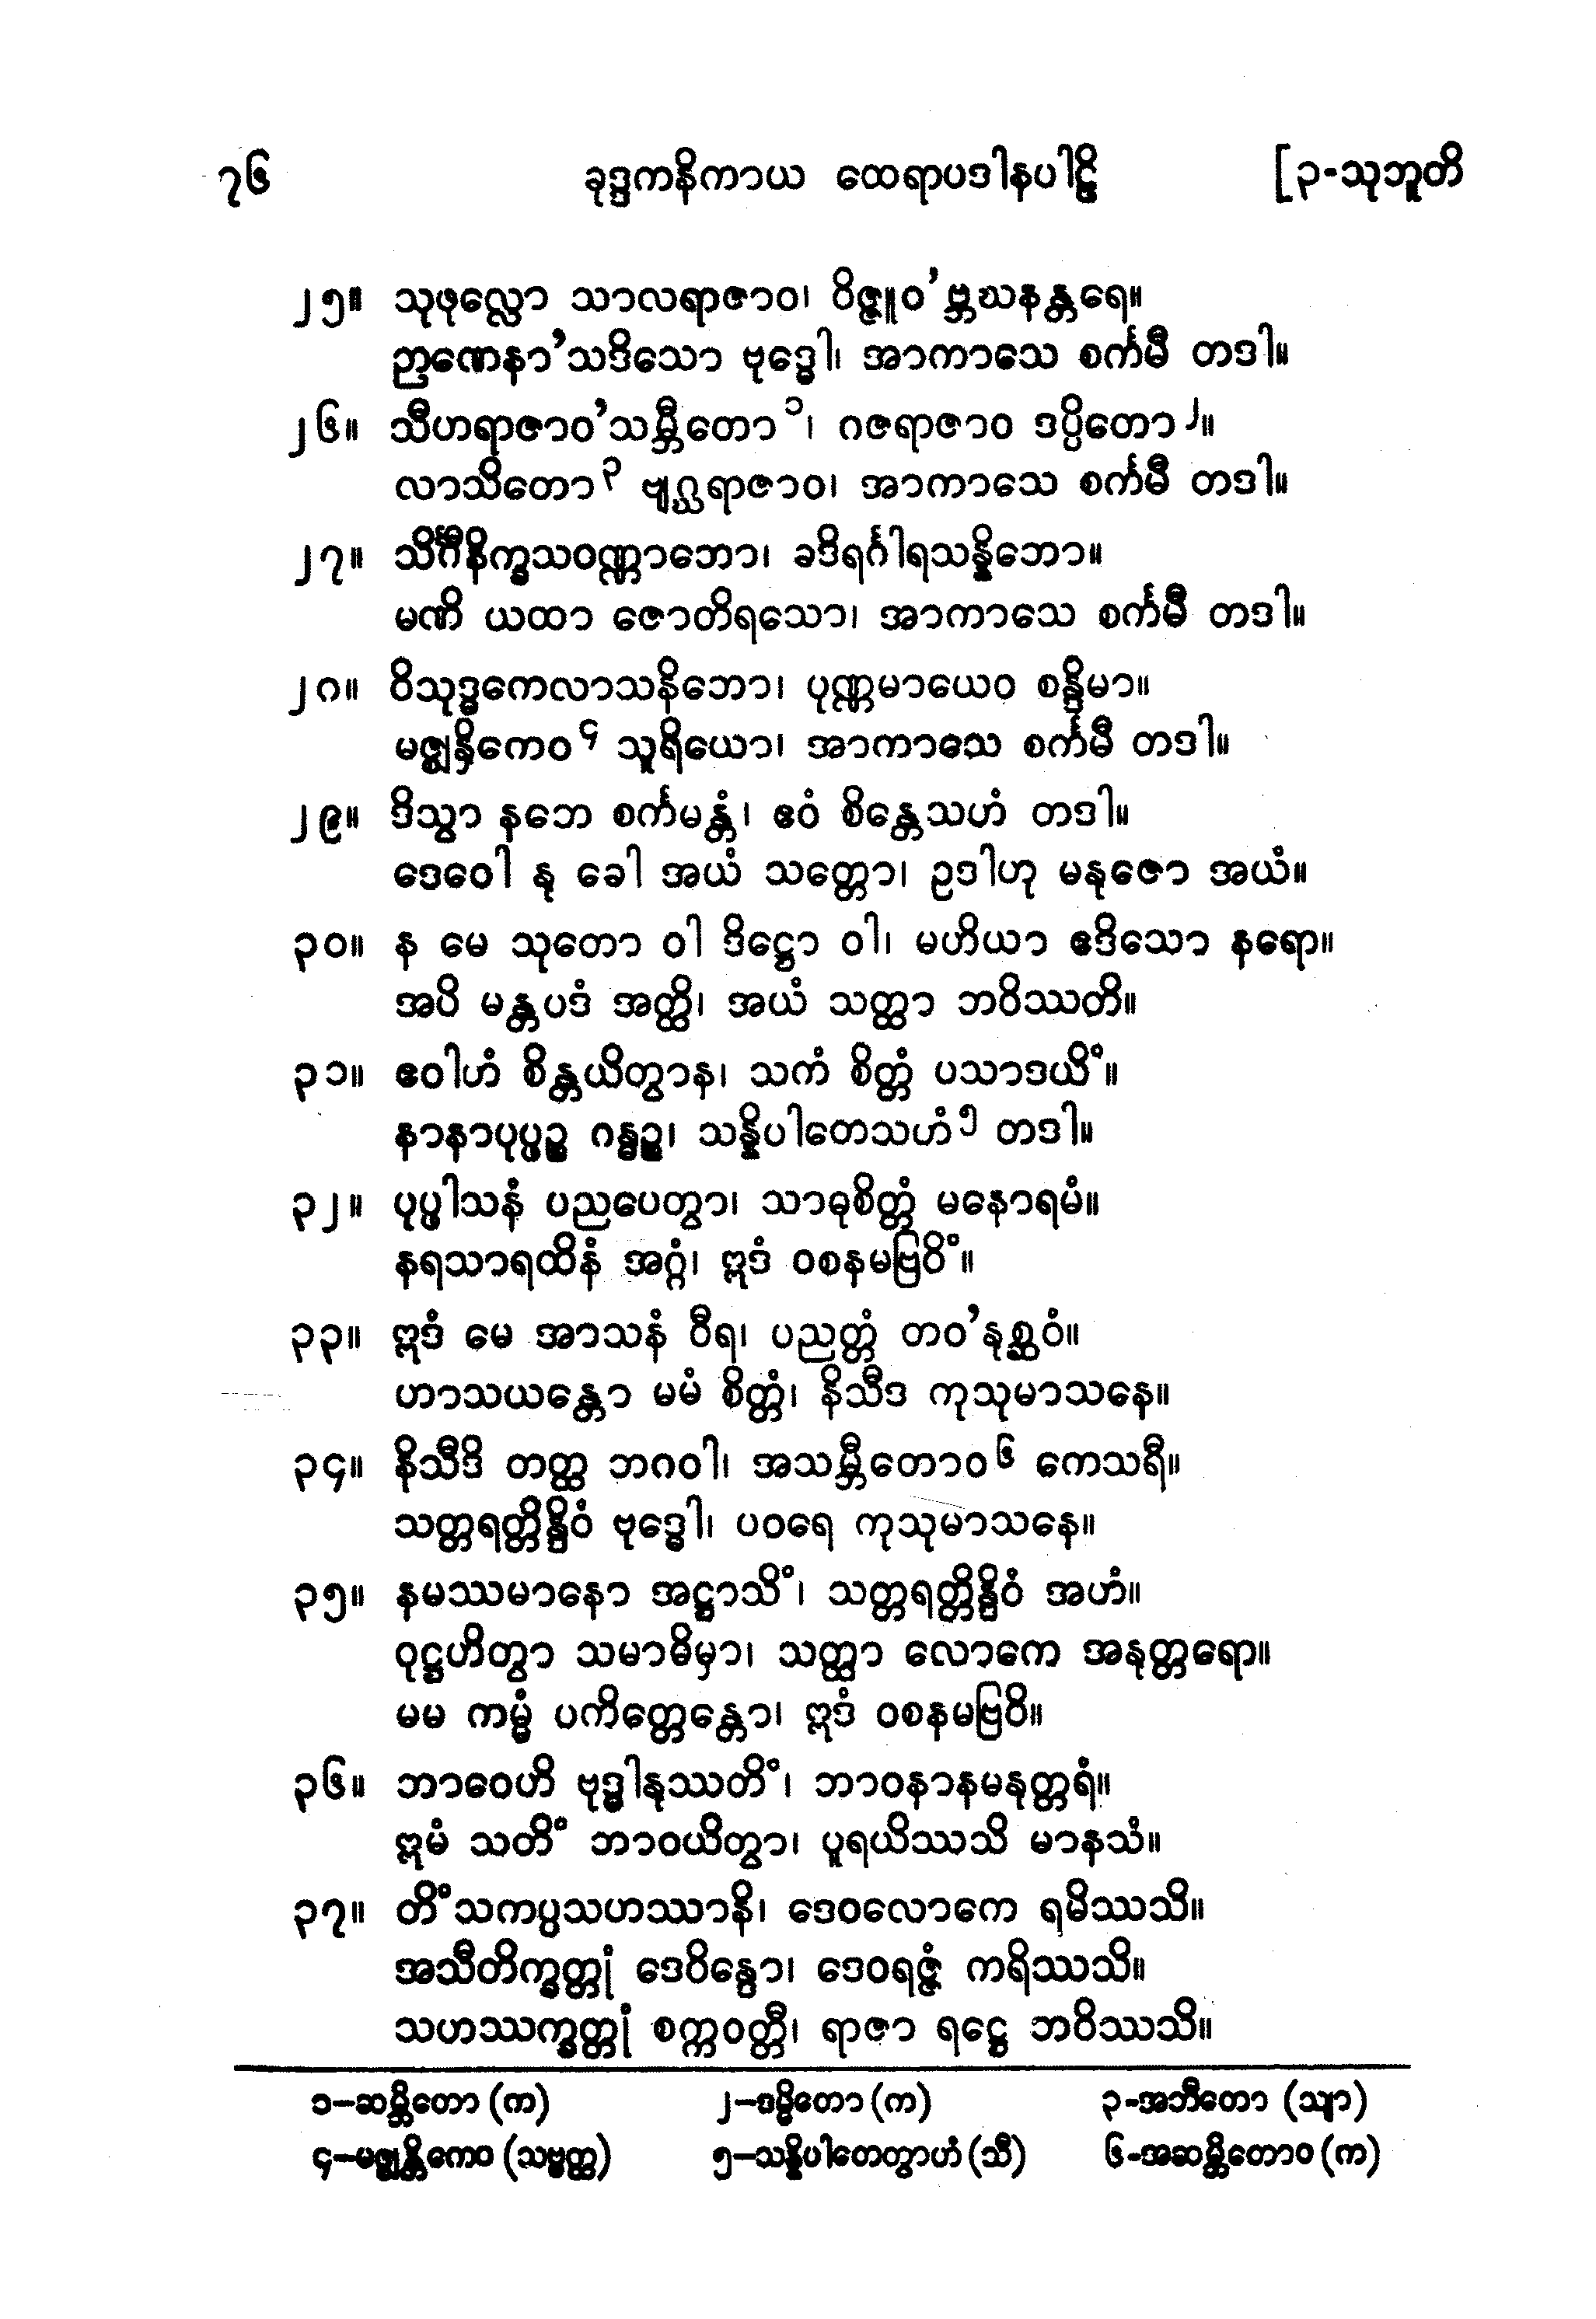 ၇၆ ခုဒ္ဒကနိကာယ ထေရာပဒါနပါဠိ [၃-သုဘူတိ
၂၅။ သုဖုလ္လော သာလရာဇာဝ၊ ဝိဇ္ဇူဝ’ဗ္ဘဃနန္တရေ။
ဉာဏေနာ’သဒိသော ဗုဒ္ဓေါ၊ အာကာသေ စင်္ကမီ တဒါ။
၂၆။ သီဟရာဇာဝ’သမ္ဘီတော၁၊ ဂဇရာဇာဝ ဒပ္ပိတော၂။
လာသိတော၃ ဗျဂ္ဃရာဇာဝ၊ အာကာသေ စင်္ကမီ တဒါ။
၂၇။ သိင်္ဂီနိက္ခသဝဏ္ဏာဘော၊ ခဒိရင်္ဂါရသန္နိဘော။
မဏိ ယထာ ဇောတိရသော၊ အာကာသေ စင်္ကမီ တဒါ။
၂၈။ ဝိသုဒ္ဓကေလာသနိဘော၊ ပုဏ္ဏမာယေဝ စန္ဒိမာ။
မဇ္ဈနှိကေဝ၄ သူရိယော၊ အာကာသေ စင်္ကမီ တဒါ။
၂၉။ ဒိသွာ နဘေ စင်္ကမန္တံ၊ ဧဝံ စိန္တေသဟံ တဒါ။
ဒေဝေါ နု ခေါ အယံ သတ္တော၊ ဥဒါဟု မနုဇော အယံ။
၃၀။ န မေ သုတော ဝါ ဒိဋ္ဌော ဝါ၊ မဟိယာ ဧဒိသော နရော။
အပိ မန္တပဒံ အတ္ထိ၊ အယံ သတ္ထာ ဘဝိဿတိ။
၃၁။ ဧဝါဟံ စိန္တယိတွာန၊ သကံ စိတ္တံ ပသာဒယိံ။
နာနာပုပ္ဖဉ္စ ဂန္ဓဉ္စ၊ သန္နိပါတေသဟံ၅ တဒါ။
၃၂။ ပုပ္ဖါသနံ ပညပေတွာ၊ သာဓုစိတ္တံ မနောရမံ။
နရသာရထိနံ အဂ္ဂံ၊ ဣဒံ ဝစနမဗြဝိံ။
၃၃။ ဣဒံ မေ အာသနံ ဝီရ၊ ပညတ္တံ တဝ’နုစ္ဆဝံ။
ဟာသယန္တော မမံ စိတ္တံ၊ နိသီဒ ကုသုမာသနေ။
၃၄။ နိသီဒိ တတ္ထ ဘဂဝါ၊ အသမ္ဘီတောဝ၆ ကေသရီ။
သတ္တရတ္တိန္ဒိဝံ ဗုဒ္ဓေါ၊ ပဝရေ ကုသုမာသနေ။
၃၅။ နမဿမာနော အဋ္ဌာသိံ၊ သတ္တရတ္တိန္ဒိဝံ အဟံ။
ဝုဋ္ဌဟိတွာ သမာဓိမှာ၊ သတ္ထာ လောကေ အနုတ္တရော။
မမ ကမ္မံ ပကိတ္တေန္တော၊ ဣဒံ ဝစနမဗြဝိ။
၃၆။ ဘာဝေဟိ ဗုဒ္ဓါနုဿတိံ၊ ဘာဝနာနမနုတ္တရံ။
ဣမံ သတိံ ဘာဝယိတွာ၊ ပူရယိဿသိ မာနသံ။
၃၇။ တိံသကပ္ပသဟဿာနိ၊ ဒေဝလောကေ ရမိဿသိ။
အသီတိက္ခတ္တုံ ဒေဝိန္ဒော၊ ဒေဝရဇ္ဇံ ကရိဿသိ။
သဟဿက္ခတ္တုံ စက္ကဝတ္တီ၊ ရာဇာ ရဋ္ဌေ ဘဝိဿသိ။
၁–ဆမ္ဘိတော (က) ၂–ဒမ္မိတော (က) ၃-အဘီတော (သျာ)
၄–မဇ္ဈန္တိကေဝ (သဗ္ဗတ္ထ) ၅–သန္နိပါတေတွာဟံ (သီ) ၆-အဆမ္ဘိတောဝ (က)